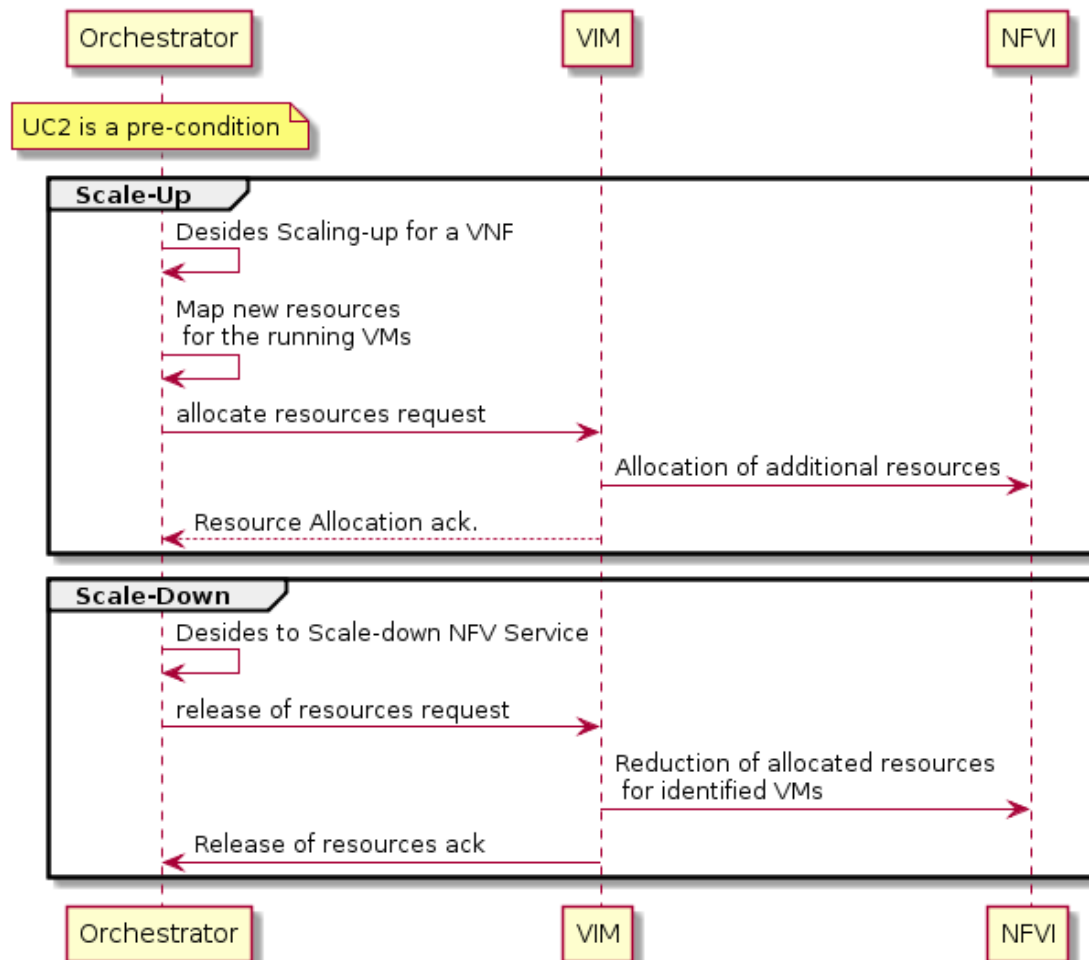 Orchestrator VIM NFVI
UC2 is a pre-condition
Scale-Up
Desides Scaling-up for a VNF
Map new resources
for the running VMs
allocate resources request
Allocation of additional resources
Resource Allocation ack.
Scale-Down
Desides to Scale-down NFV Service
release of resources request
Reduction of allocated resources
for identified VMs
Release of resources ack
Orchestrator VIM NFVI